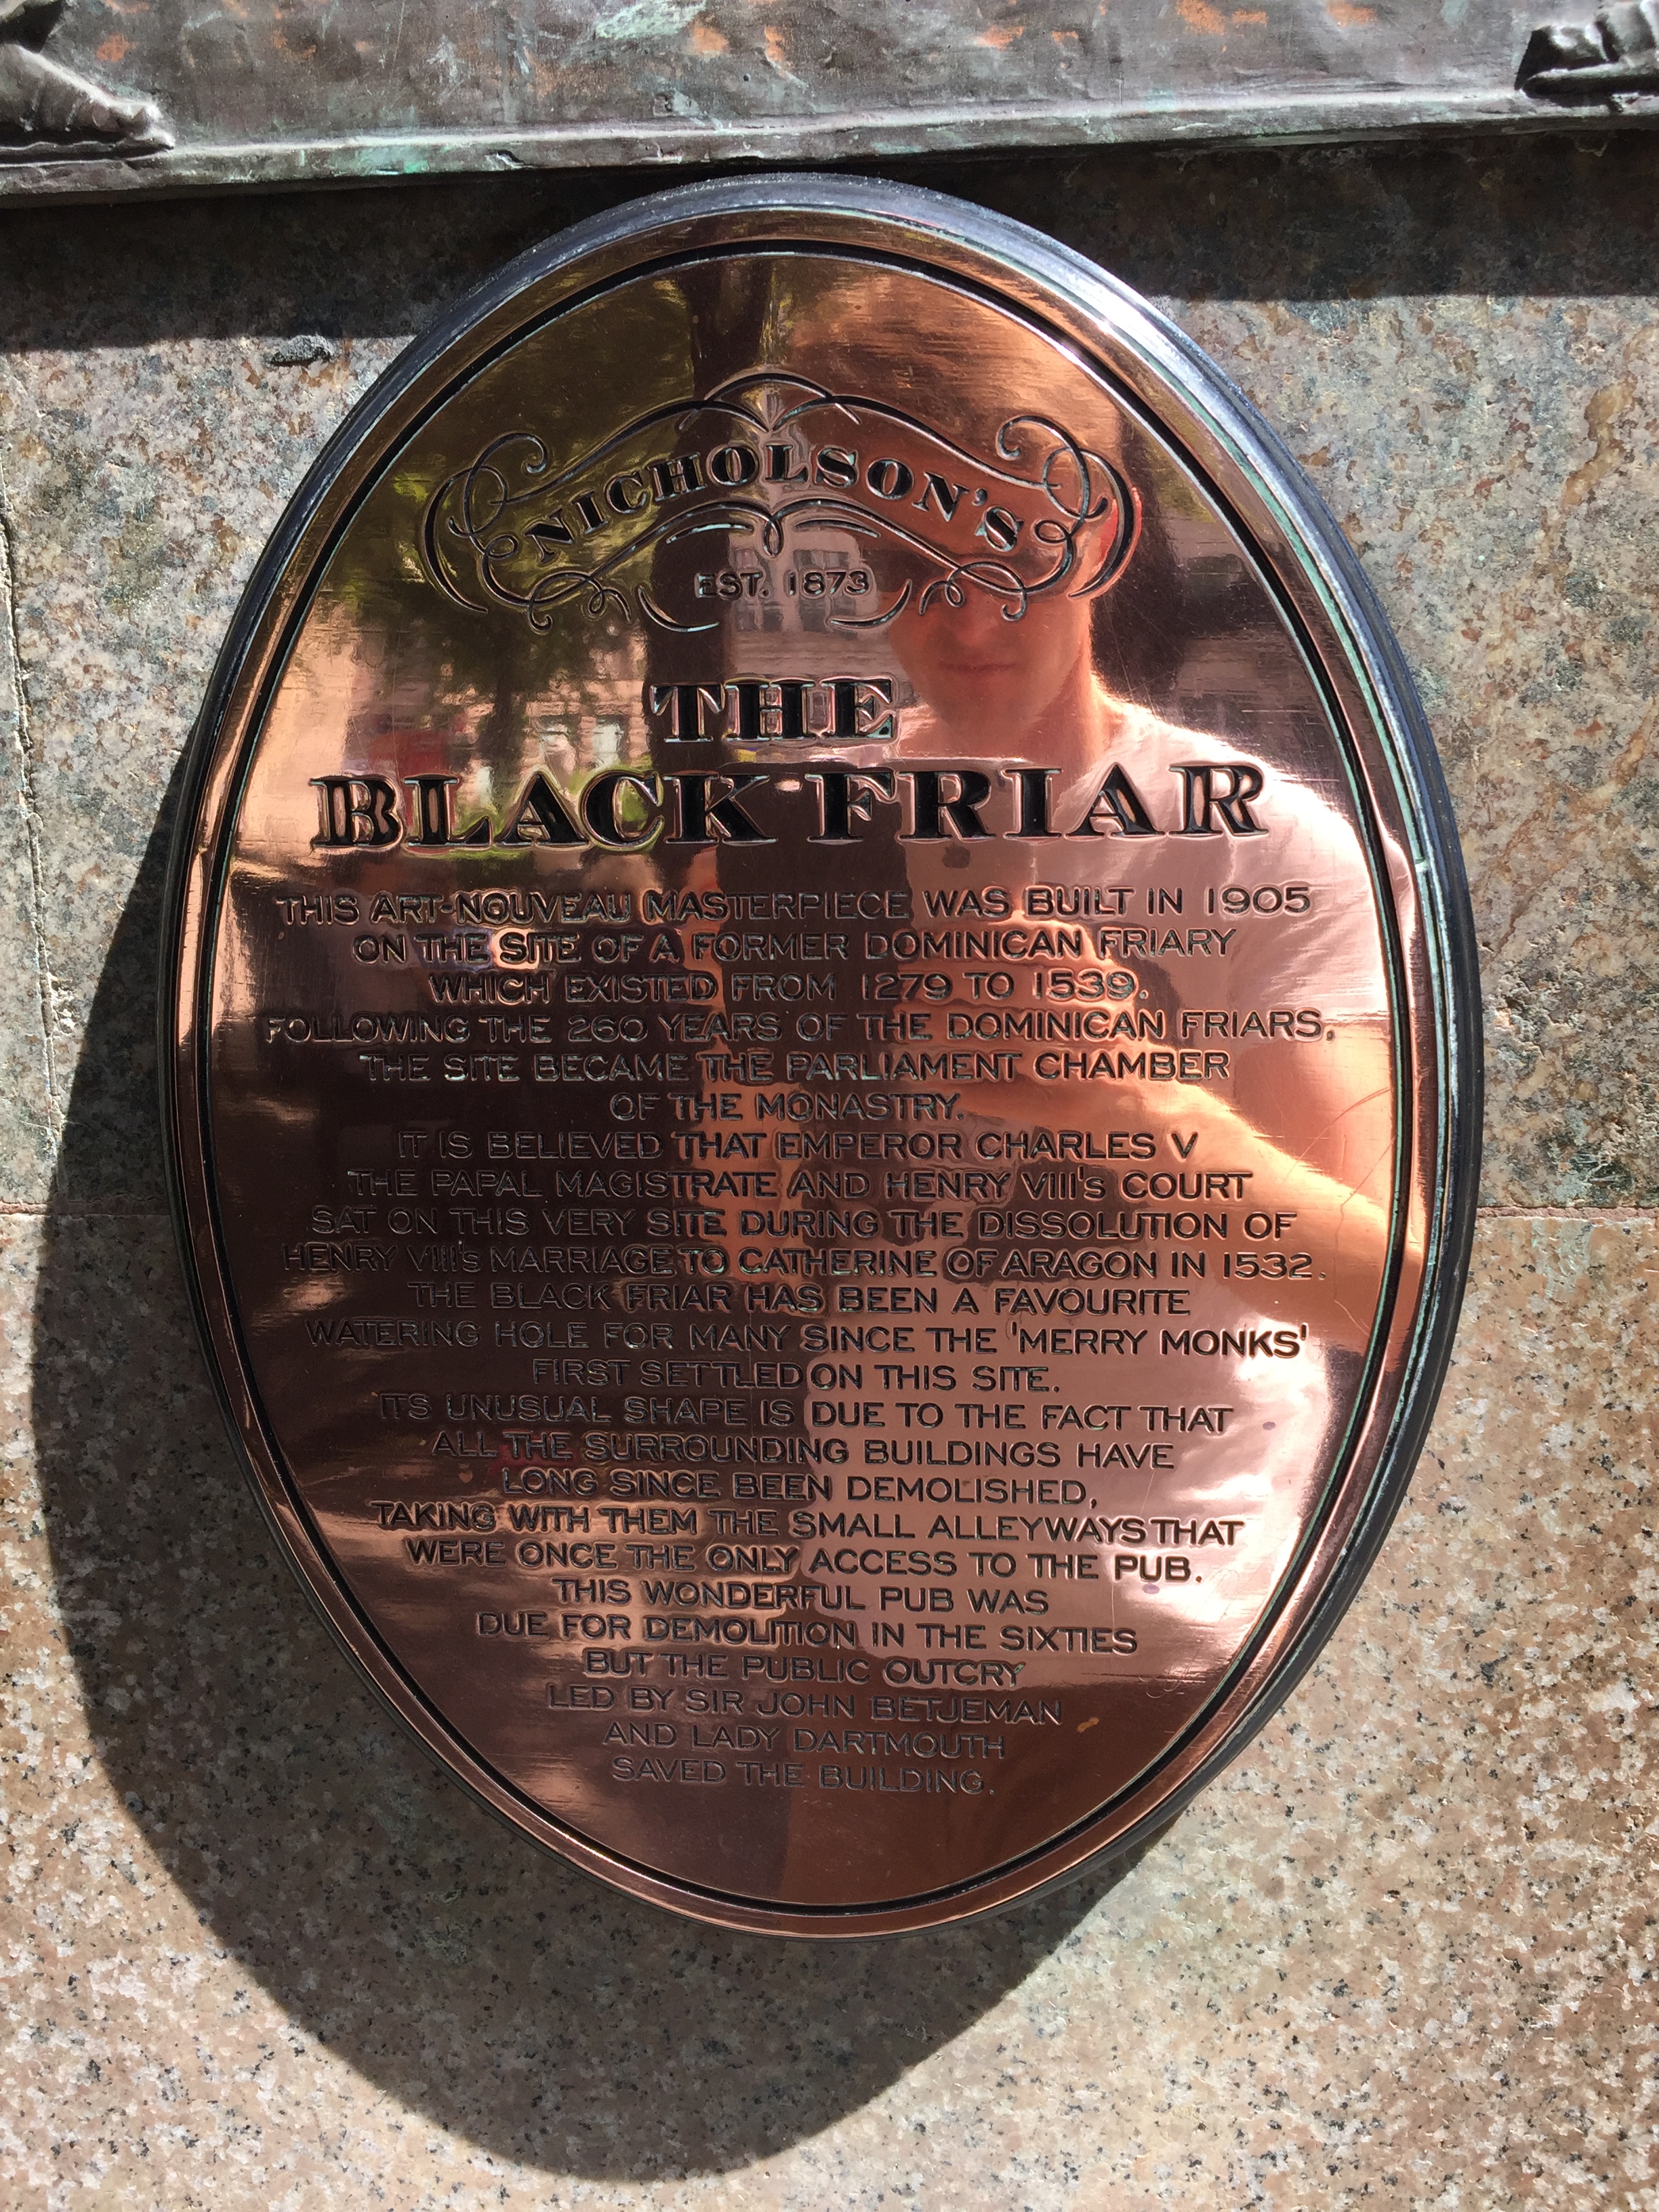 NICHOLSON'S
EST. 1873
THE
BLACK FRIAR
THIS ART-NOUVEAU MASTERPIECE WAS BUILT IN 1905
ON THE SITE OF A FORMER DOMINICAN FRIARY
WHICH EXISTED FROM 1279 TO 1539.
FOLLOWING THE 260 YEARS OF THE DOMINICAN FRIARS,
THE SITE BECAME THE PARLIAMENT CHAMBER
OF THE MONASTRY.
IT IS BELIEVED THAT EMPEROR CHARLES V
THE PAPAL MAGISTRATE AND HENRY VIII's COURT
SAT ON THIS VERY SITE DURING THE DISSOLUTION OF
HENRY VIII's MARRIAGE TO CATHERINE OF ARAGON IN 1532.
THE BLACK FRIAR HAS BEEN A FAVOURITE
WATERING HOLE FOR MANY SINCE THE 'MERRY MONKS'
FIRST SETTLED ON THIS SITE.
ITS UNUSUAL SHAPE IS DUE TO THE FACT THAT
ALL THE SURROUNDING BUILDINGS HAVE
LONG SINCE BEEN DEMOLISHED,
TAKING WITH THEM THE SMALL ALLEYWAYS THAT
WERE ONCE THE ONLY ACCESS TO THE PUB.
THIS WONDERFUL PUB WAS
DUE FOR DEMOLITION IN THE SIXTIES
BUT THE PUBLIC OUTCRY
LED BY SIR JOHN BETJEMAN
AND LADY DARTMOUTH
SAVED THE BUILDING.